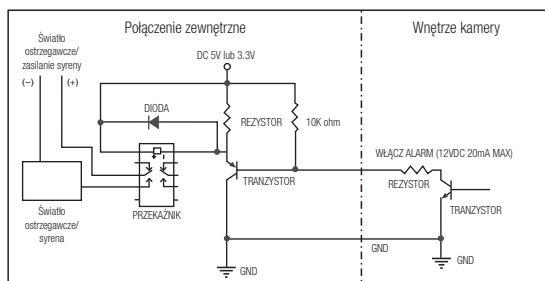 Połączenie zewnętrzne
Wnętrze kamery
Światło
ostrzegawcze/
zasilanie syreny
(−)
(+)
DC 5V lub 3.3V
DIODA
REZYSTOR
10K ohm
WŁĄCZ ALARM (12VDC 20mA MAX)
REZYSTOR
TRANZYSTOR
TRANZYSTOR
PRZEKAŹNIK
Światło
ostrzegawcze/
syrena
GND
GND
GND